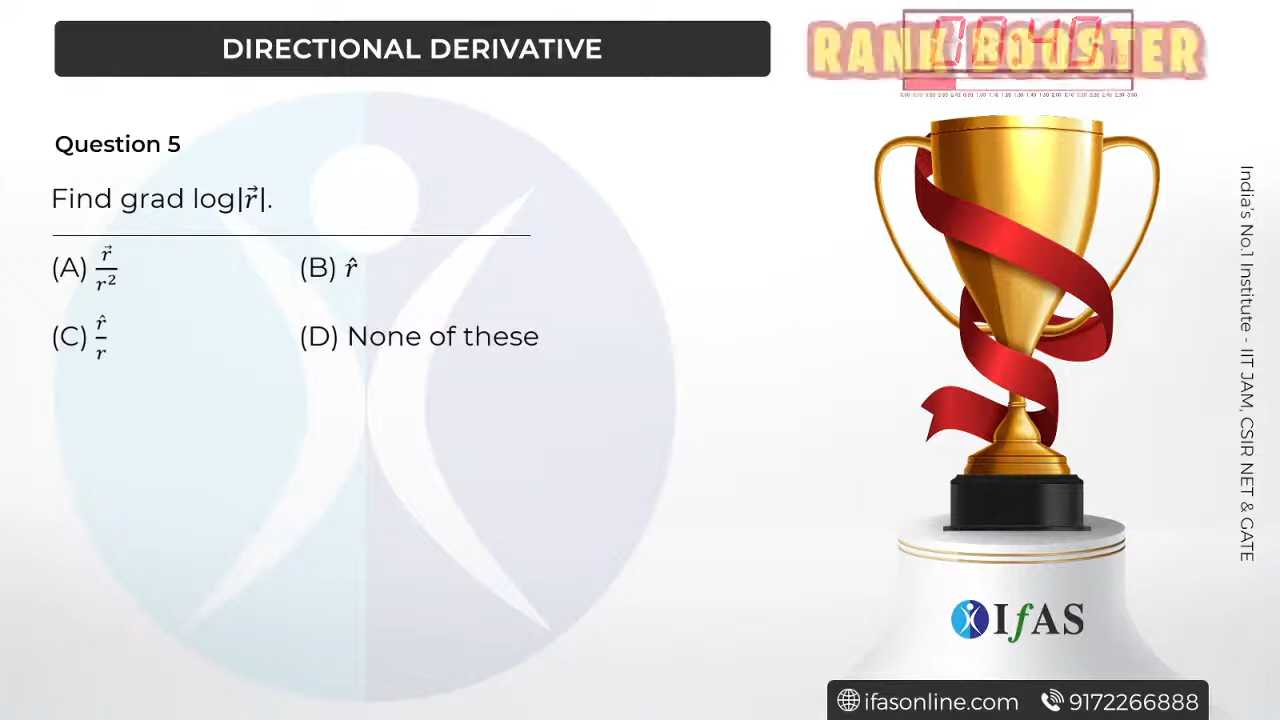 DIRECTIONAL DERIVATIVE
RANK BOOSTER
Question 5
Find grad log|r⃗|.
(A) r⃗/r² (B) r̂
(C) r̂/r (D) None of these
India's No.1 Institute - IIT JAM, CSIR NET & GATE
IfAS
ifasonline.com 9172266888